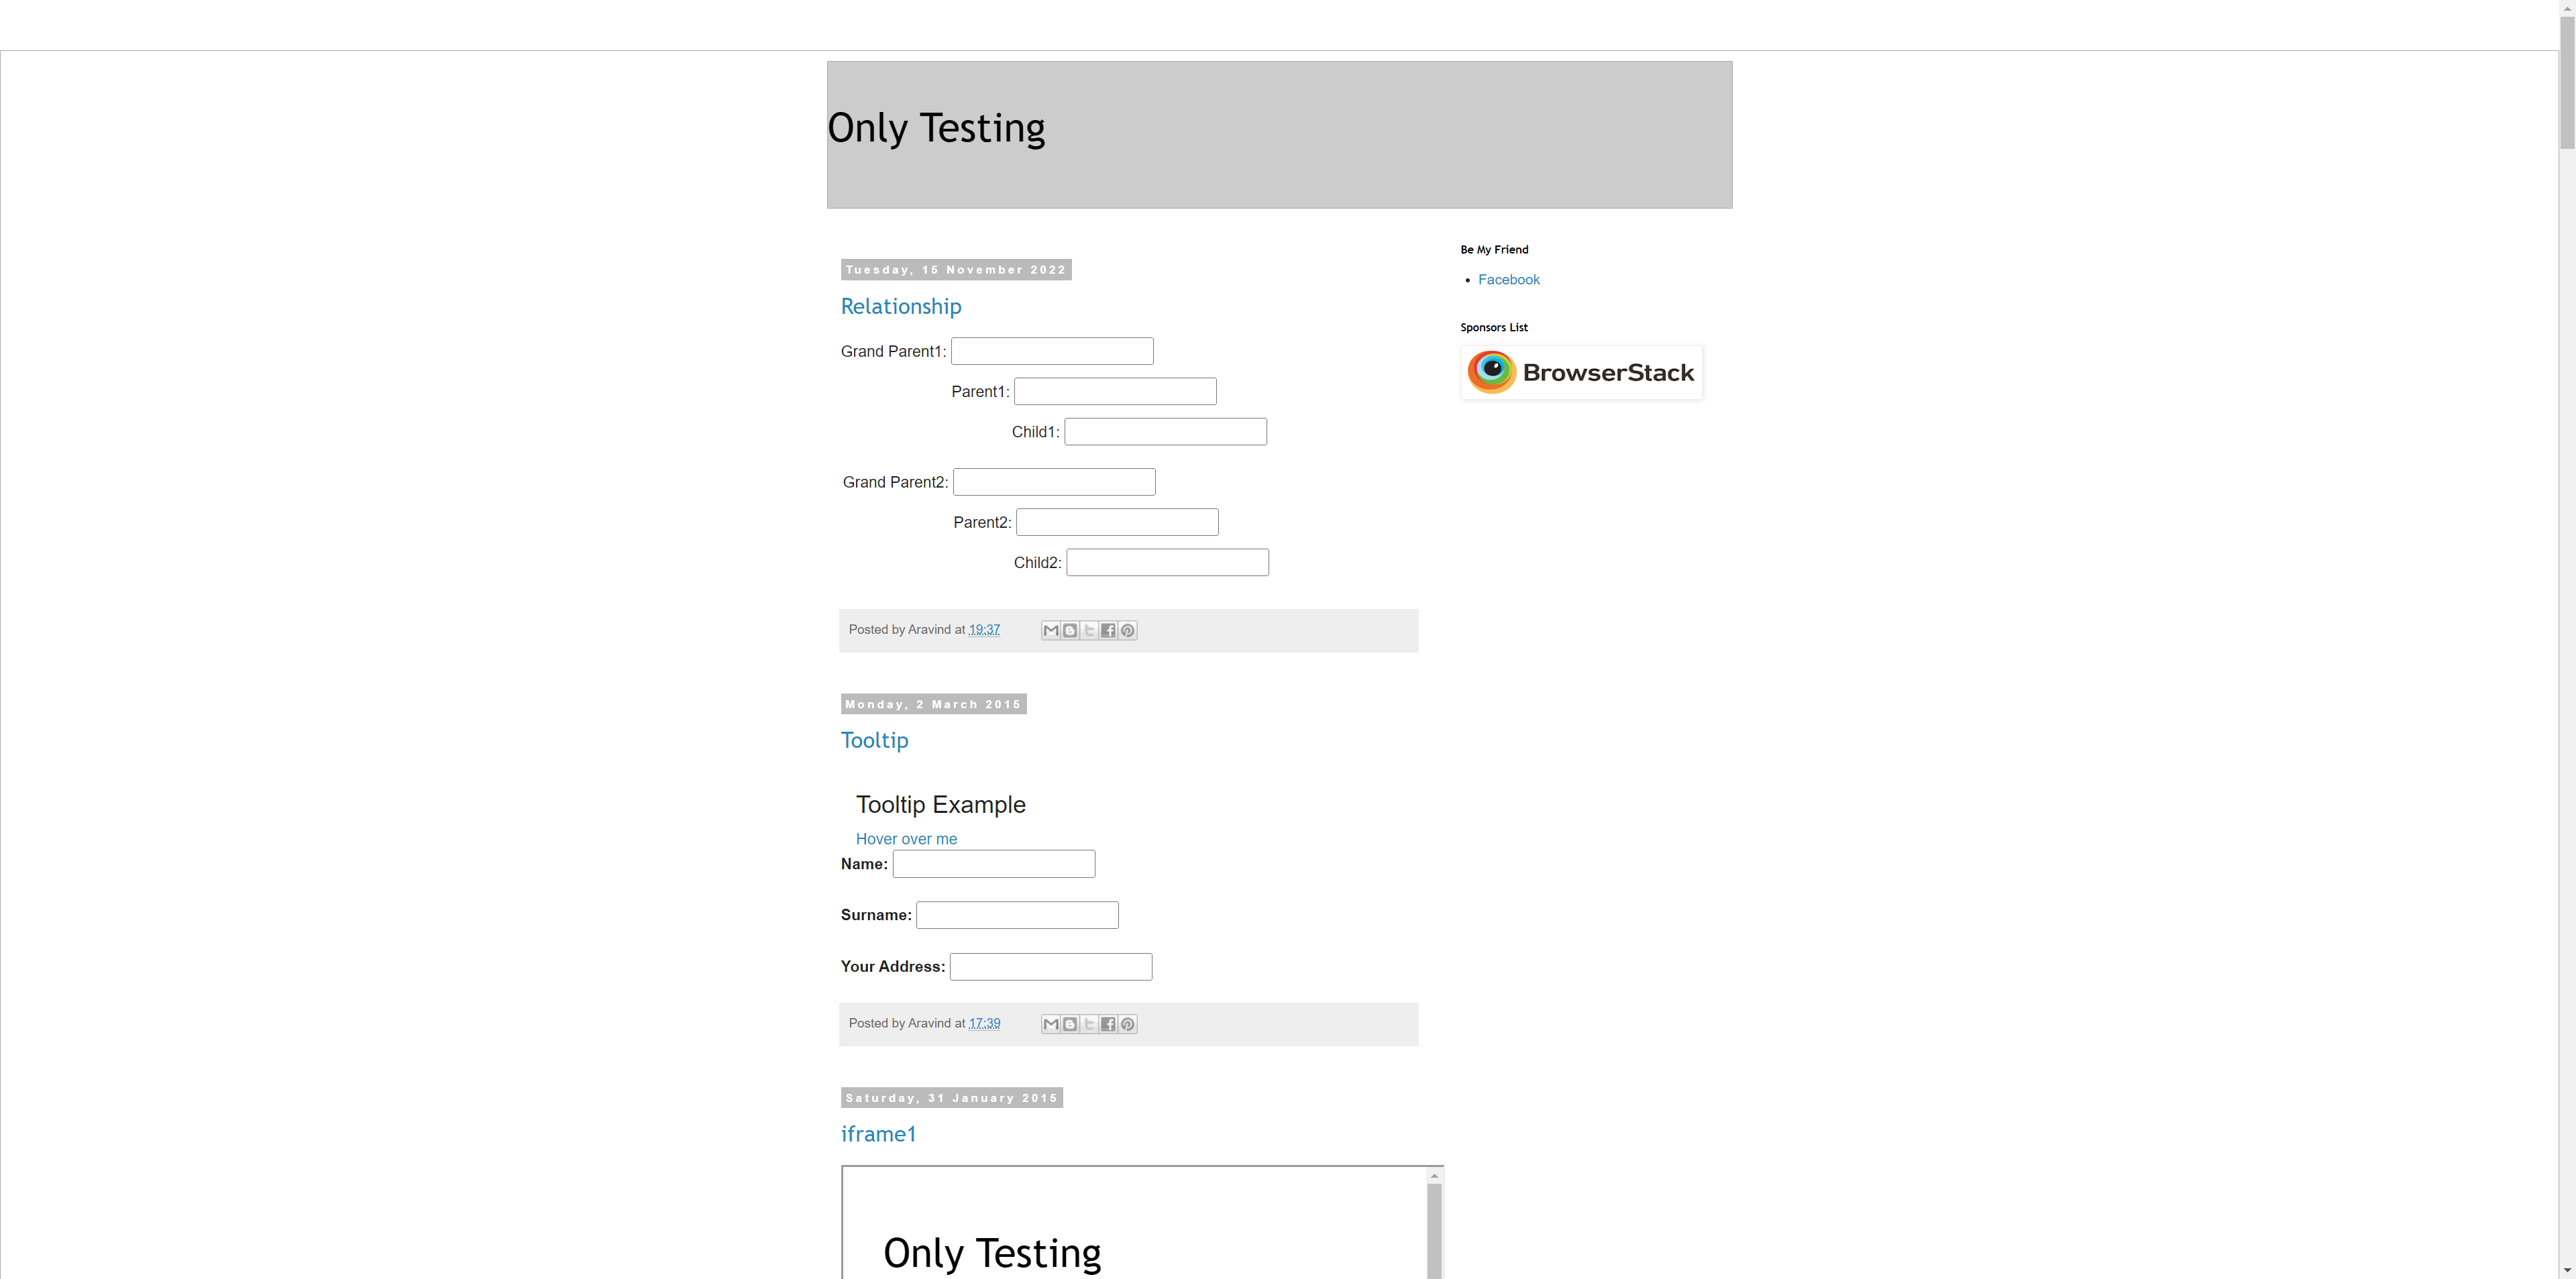 Only Testing
Tuesday, 15 November 2022
Relationship
Grand Parent1:
Parent1:
Child1:
Grand Parent2:
Parent2:
Child2:
Posted by Aravind at 19:37
Monday, 2 March 2015
Tooltip
Tooltip Example
Hover over me
Name:
Surname:
Your Address:
Posted by Aravind at 17:39
Saturday, 31 January 2015
iframe1
Only Testing
Be My Friend
Facebook
Sponsors List
BrowserStack